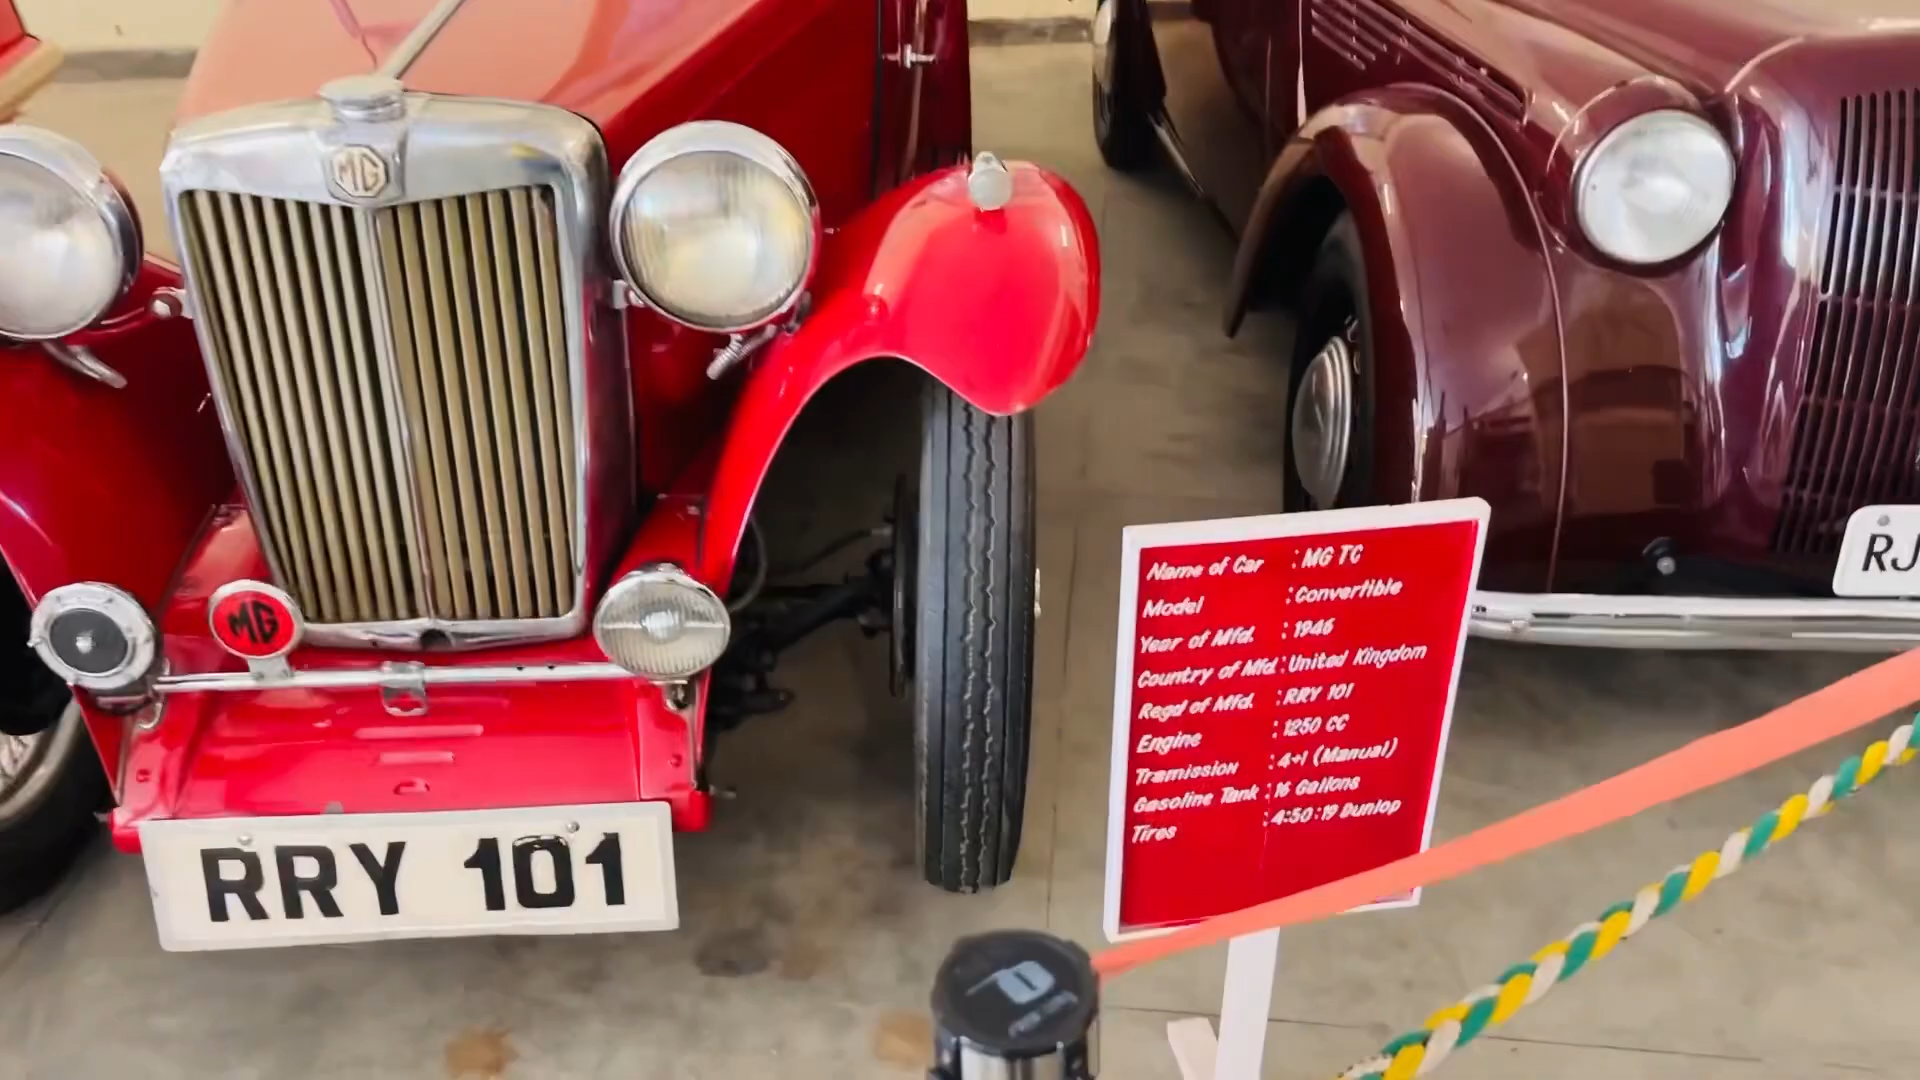 MG
MG
RRY 101
Name of Car : MG TC
Model : Convertible
Year of Mfd. : 1946
Country of Mfd. : United Kingdom
Regd of Mfd. : RRY 101
Engine : 1250 CC
Tramission : 4+1 (Manual)
Gasoline Tank : 16 Gallons
Tires : 4:50:19 Dunlop
RJ